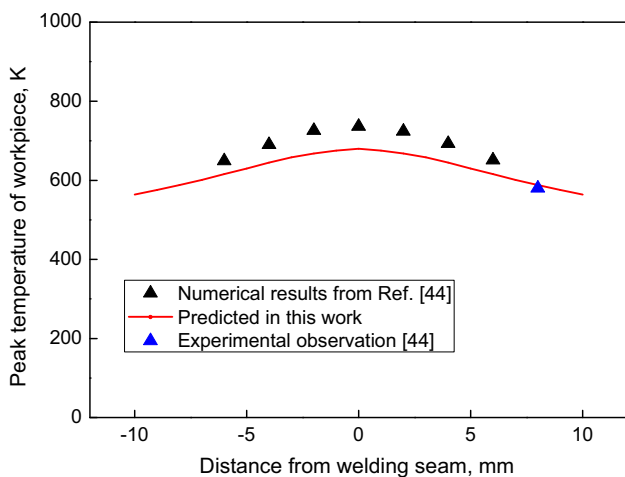 1000
800
600
400
200
0
Peak temperature of workpiece, K
Numerical results from Ref. [44]
Predicted in this work
Experimental observation [44]
-10 -5 0 5 10
Distance from welding seam, mm